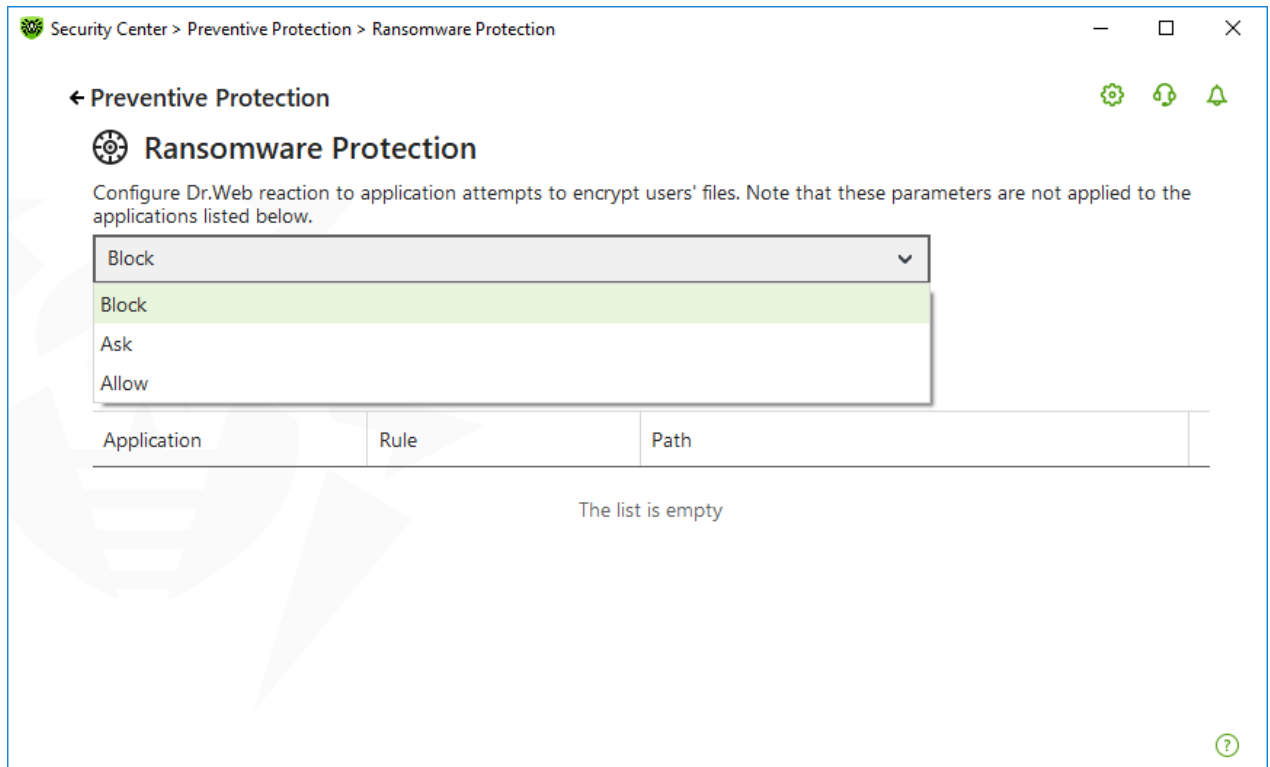 Security Center > Preventive Protection > Ransomware Protection
Preventive Protection
Ransomware Protection
Configure Dr.Web reaction to application attempts to encrypt users' files. Note that these parameters are not applied to the
applications listed below.
Block
Block
Ask
Allow
Application Rule Path
The list is empty
?